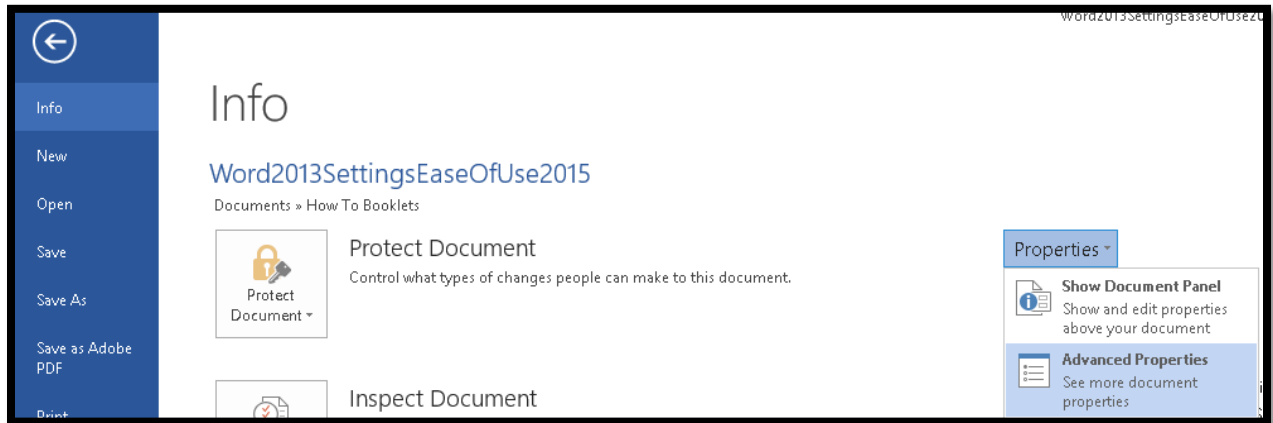 Word2013SettingsEaseOfUse20
Info
New
Open
Save
Save As
Save as Adobe
PDF
Print
Info
Word2013SettingsEaseOfUse2015
Documents » How To Booklets
Protect
Document
Protect Document
Control what types of changes people can make to this document.
Inspect Document
Properties
Show Document Panel
Show and edit properties
above your document
Advanced Properties
See more document
properties